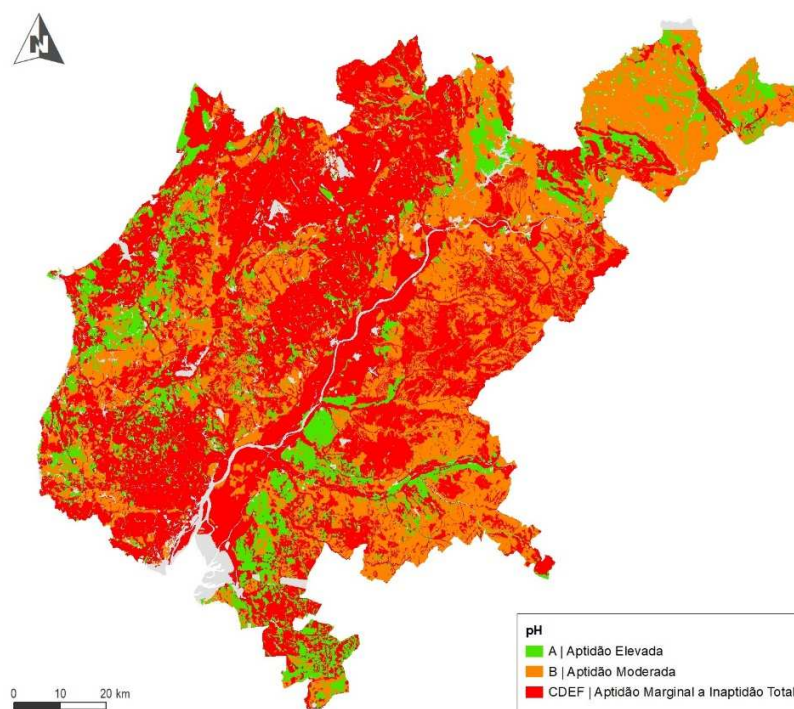 N
pH
A | Aptidão Elevada
B | Aptidão Moderada
CDEF | Aptidão Marginal a Inaptidão Total
0 10 20 km